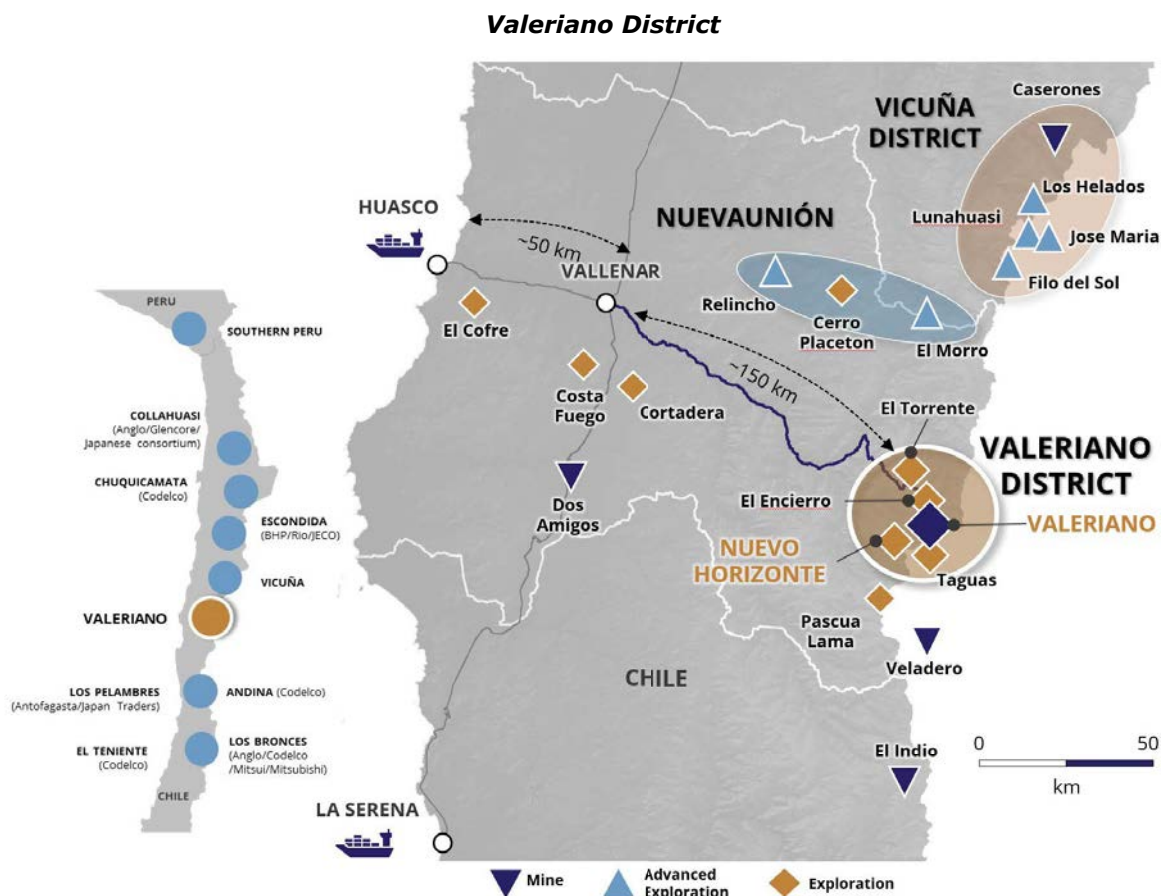 Valeriano District
Caserones
VICUÑA
DISTRICT
Los Helados
Lunahuasi
Jose Maria
Filo del Sol
HUASCO
~50 km
NUEVAUNIÓN
VALLENAR
Relincho
Cerro
Placeton
El Morro
El Cofre
Costa
Fuego
Cortadera
~150 km
El Torrente
VALERIANO
DISTRICT
El Encierro
VALERIANO
NUEVO
HORIZONTE
Taguas
Dos
Amigos
Pascua
Lama
Veladero
CHILE
El Indio
LA SERENA
0 50
km
PERU
SOUTHERN PERU
COLLAHUASI
(Anglo/Glencore/
Japanese consortium)
CHUQUICAMATA
(Codelco)
ESCONDIDA
(BHP/Rio/JECO)
VICUÑA
VALERIANO
LOS PELAMBRES
(Antofagasta/Japan Traders)
ANDINA (Codelco)
EL TENIENTE
(Codelco)
LOS BRONCES
(Anglo/Codelco
/Mitsui/Mitsubishi)
CHILE
Mine
Advanced
Exploration
Exploration